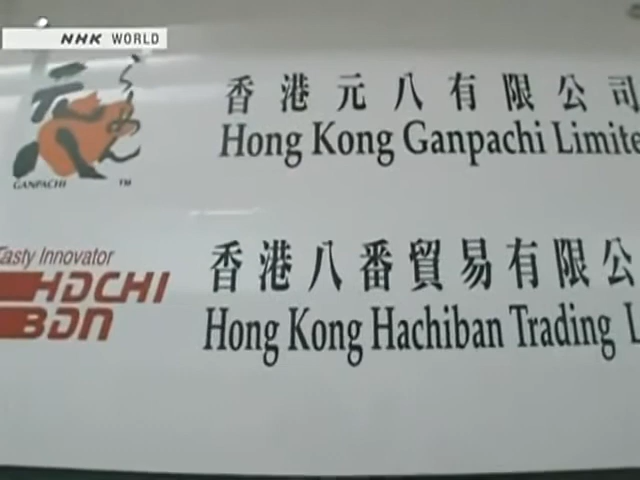 NHK WORLD
香港元八有限公司
Hong Kong Ganpachi Limite
GANPACHI TM
Tasty Innovator
HACHI
BAN
香港八番貿易有限公
Hong Kong Hachiban Trading L